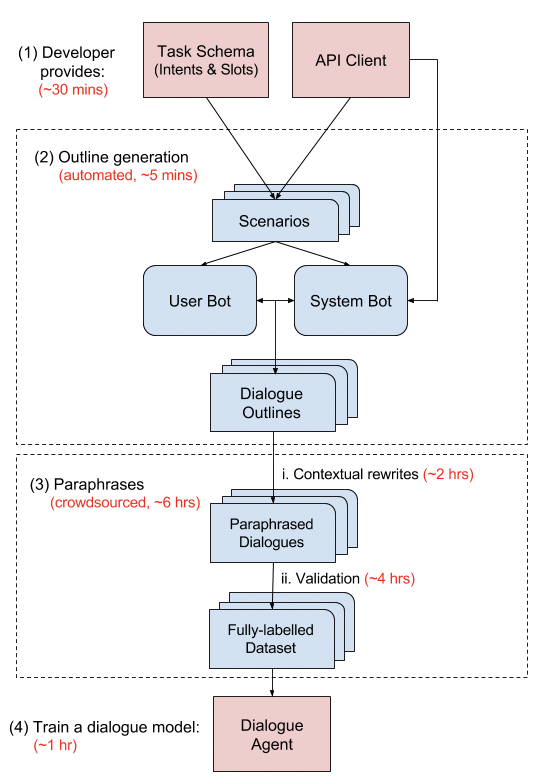 (1) Developer
provides:
(~30 mins)
Task Schema
(Intents & Slots)
API Client
(2) Outline generation
(automated, ~5 mins)
Scenarios
User Bot
System Bot
Dialogue
Outlines
(3) Paraphrases
(crowdsourced, ~6 hrs)
i. Contextual rewrites (~2 hrs)
Paraphrased
Dialogues
ii. Validation (~4 hrs)
Fully-labelled
Dataset
(4) Train a dialogue model:
(~1 hr)
Dialogue
Agent